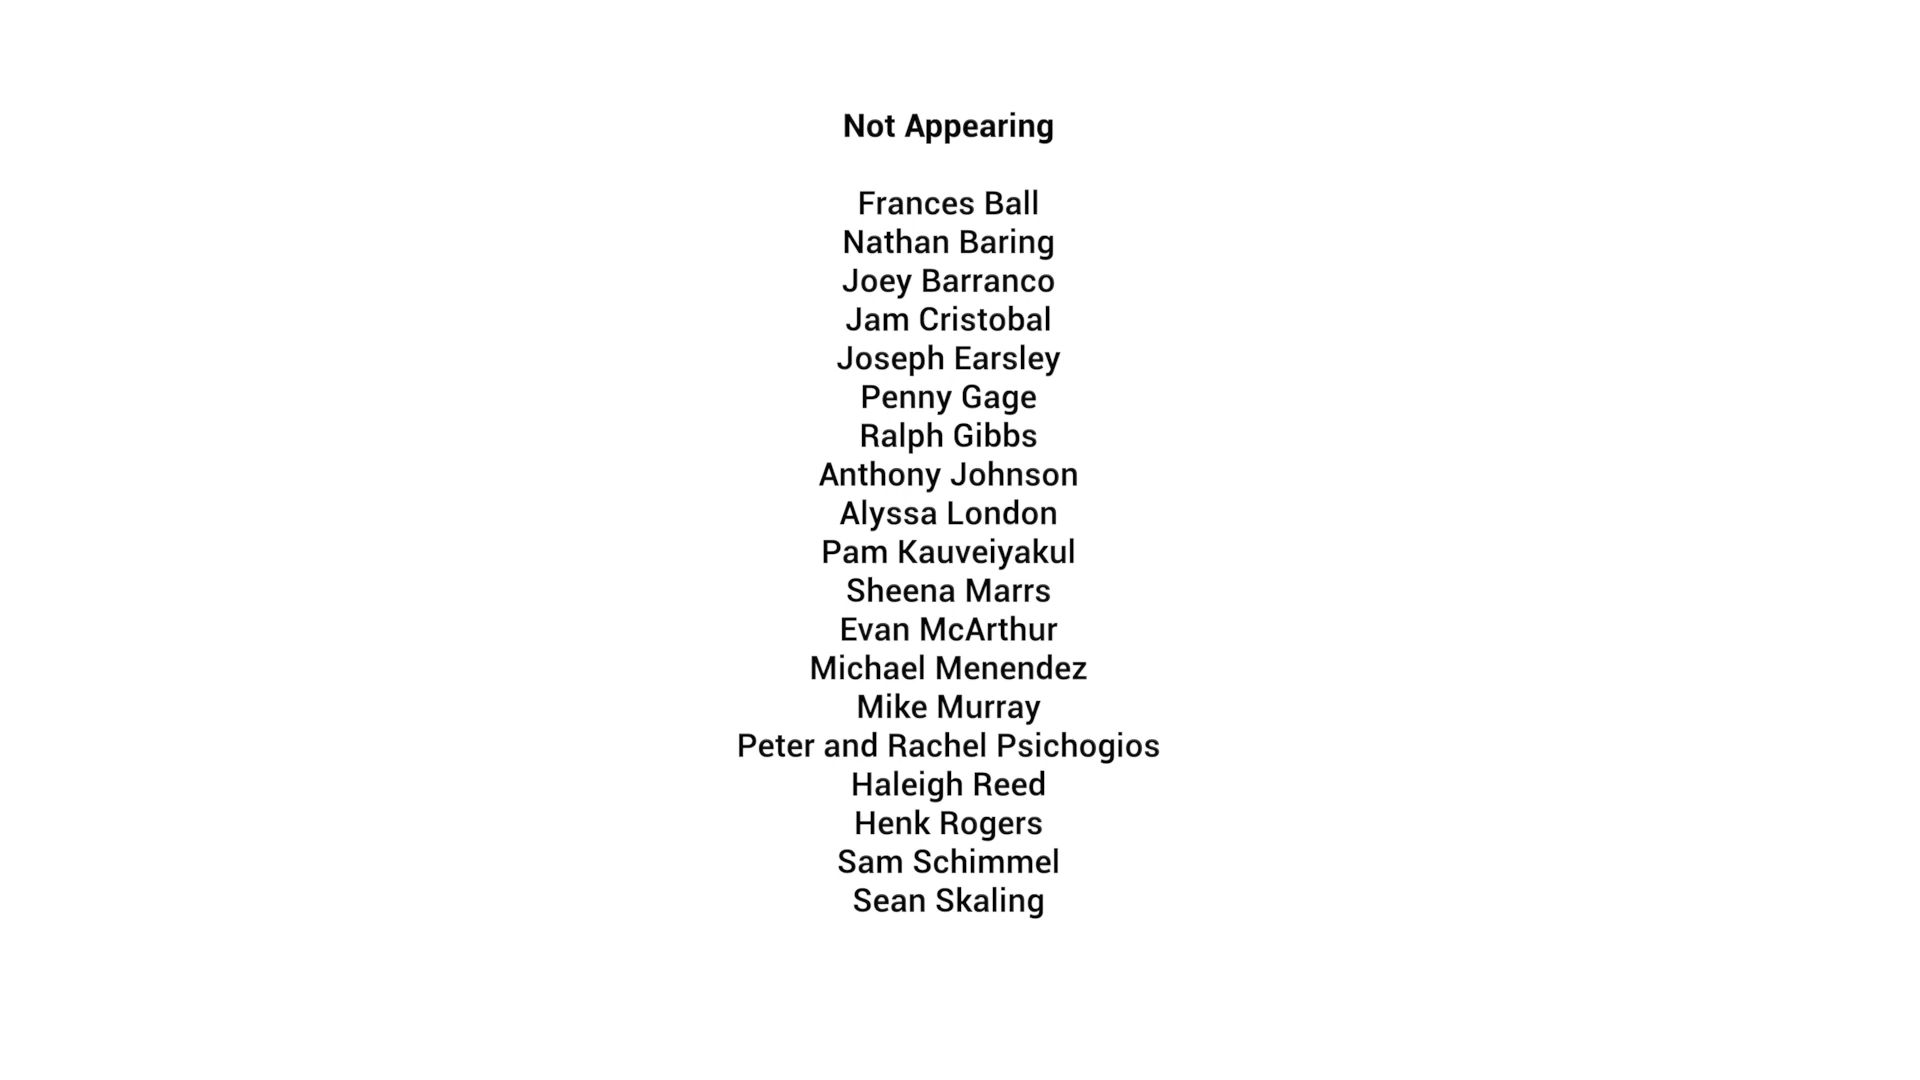 Not Appearing
Frances Ball
Nathan Baring
Joey Barranco
Jam Cristobal
Joseph Earsley
Penny Gage
Ralph Gibbs
Anthony Johnson
Alyssa London
Pam Kauveiyakul
Sheena Marrs
Evan McArthur
Michael Menendez
Mike Murray
Peter and Rachel Psichogios
Haleigh Reed
Henk Rogers
Sam Schimmel
Sean Skaling